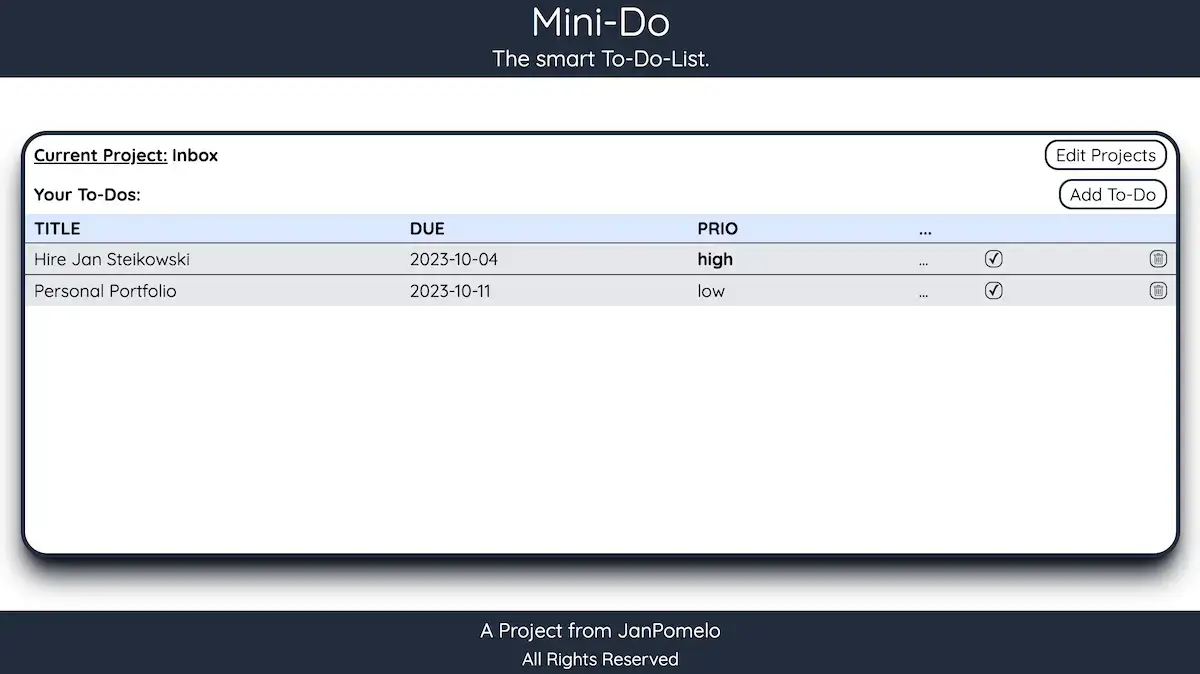 Mini-Do
The smart To-Do-List.
Current Project: Inbox
Edit Projects
Your To-Dos:
Add To-Do
TITLE DUE PRIO ...
Hire Jan Steikowski 2023-10-04 high ...
Personal Portfolio 2023-10-11 low ...
A Project from JanPomelo
All Rights Reserved